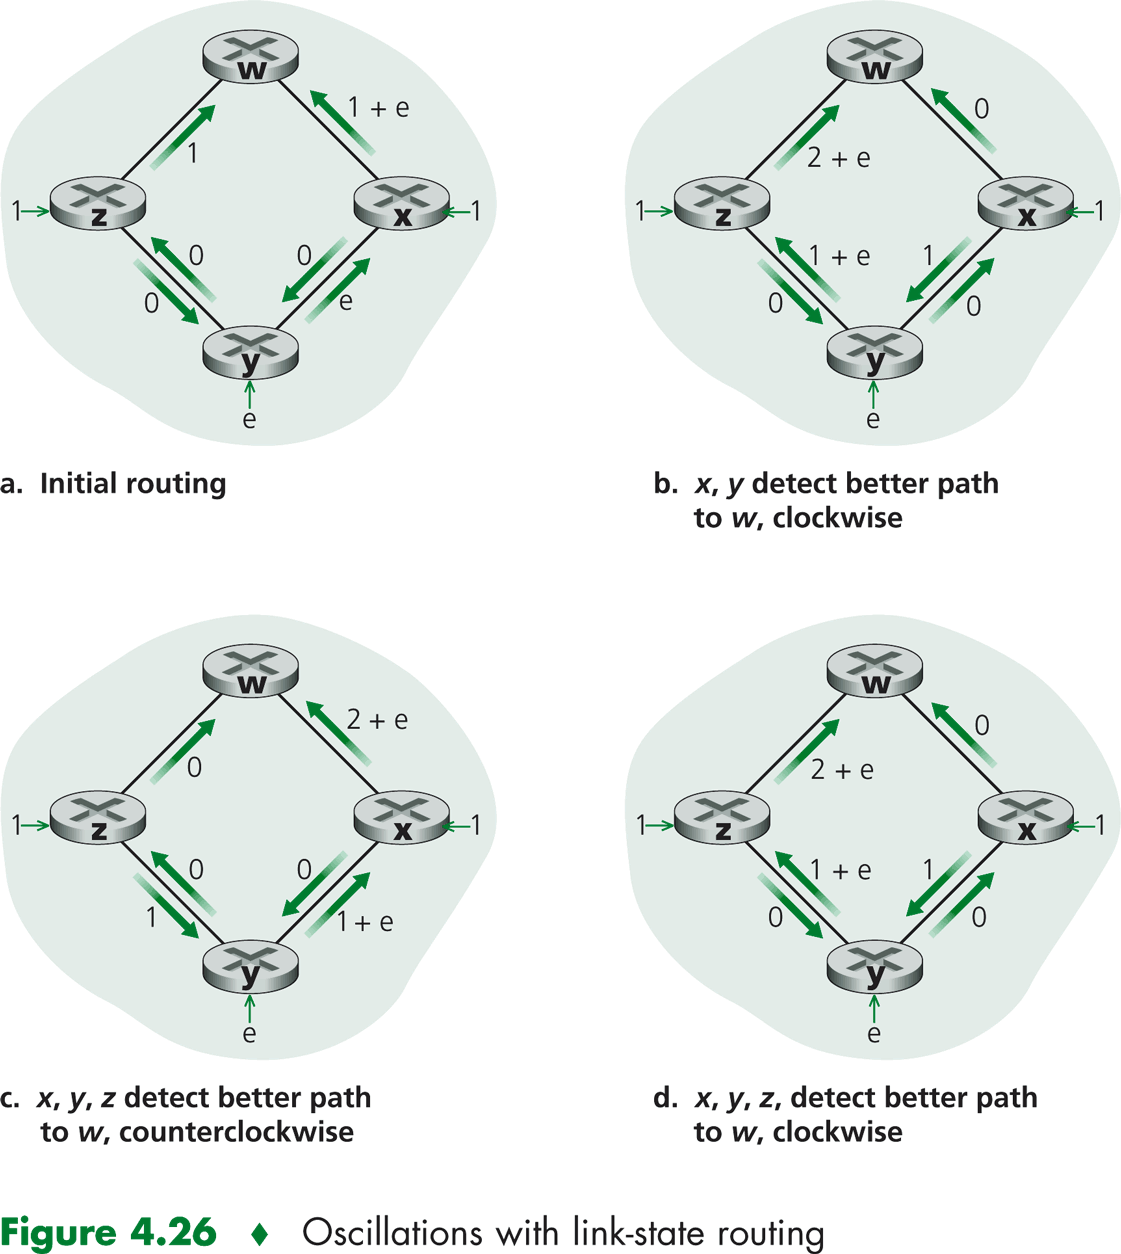 w
w
1 + e
0
1
2 + e
1
z
x
1
1
z
x
1
0
0
1 + e
1
0
e
0
0
y
y
e
e
a. Initial routing
b. x, y detect better path
to w, clockwise
w
w
2 + e
0
0
2 + e
1
z
x
1
1
z
x
1
0
0
1 + e
1
1
1 + e
0
0
y
y
e
e
c. x, y, z detect better path
to w, counterclockwise
d. x, y, z, detect better path
to w, clockwise
Figure 4.26 ♦ Oscillations with link-state routing